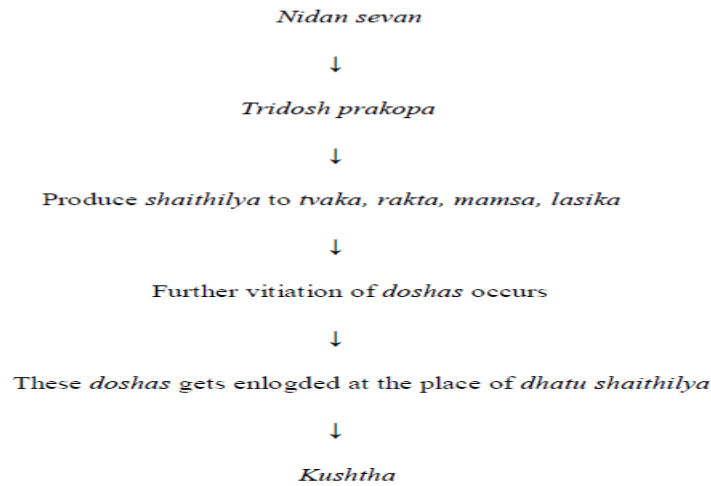 Nidan sevan
↓
Tridosh prakopa
↓
Produce shaithilya to tvaka, rakta, mamsa, lasika
↓
Further vitiation of doshas occurs
↓
These doshas gets enlogded at the place of dhatu shaithilya
↓
Kushtha